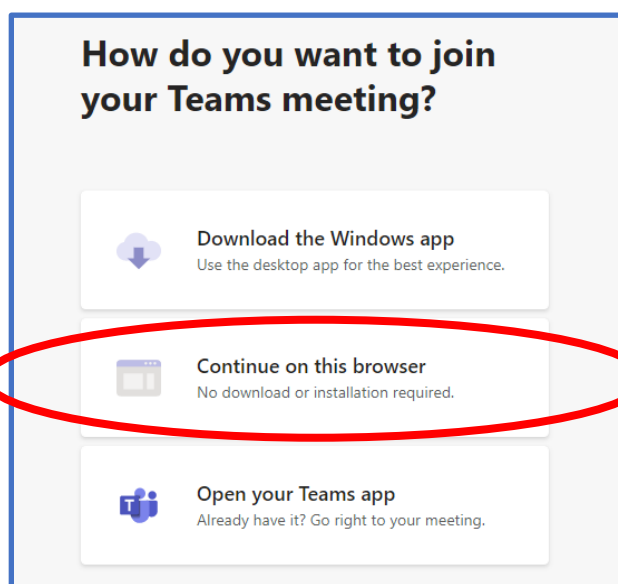 How do you want to join
your Teams meeting?
Download the Windows app
Use the desktop app for the best experience.
Continue on this browser
No download or installation required.
Open your Teams app
Already have it? Go right to your meeting.